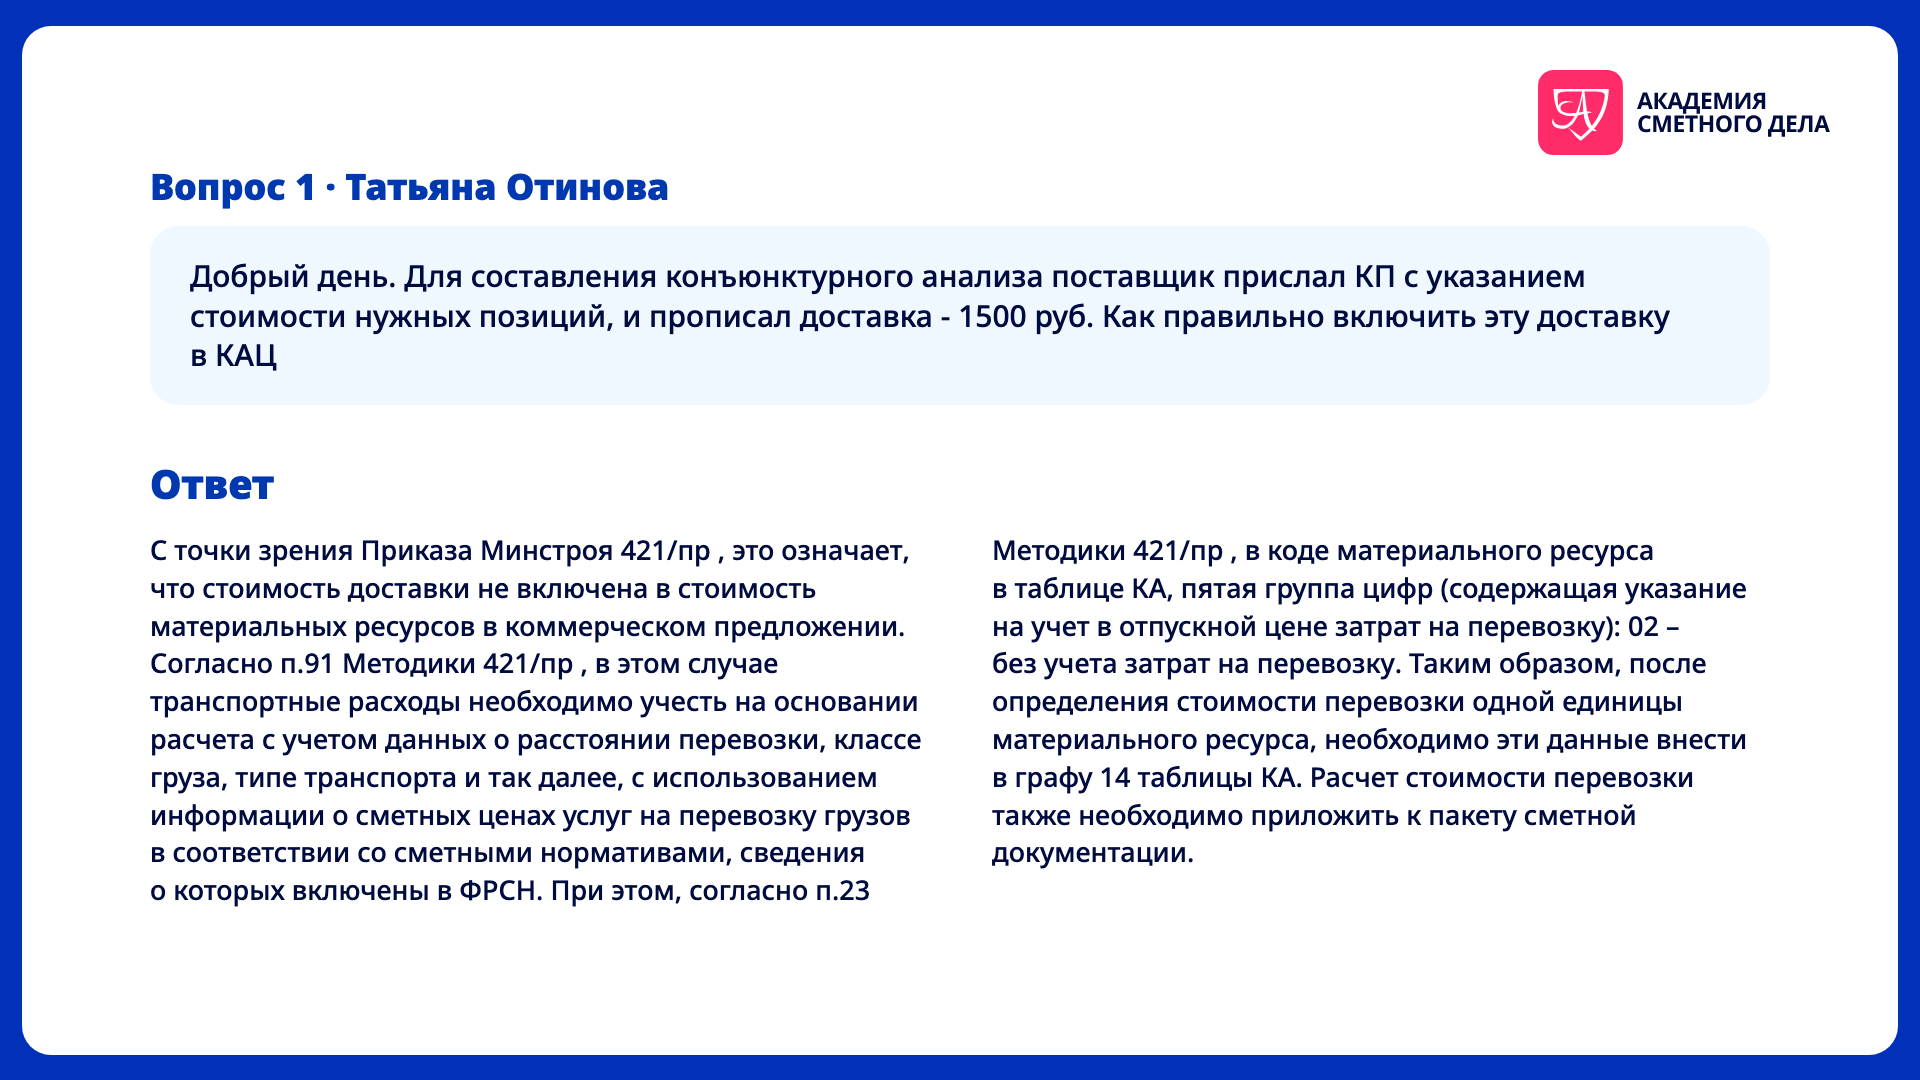 АКАДЕМИЯ
СМЕТНОГО ДЕЛА
Вопрос 1 · Татьяна Отинова
Добрый день. Для составления конъюнктурного анализа поставщик прислал КП с указанием
стоимости нужных позиций, и прописал доставка - 1500 руб. Как правильно включить эту доставку
в КАЦ
Ответ
С точки зрения Приказа Минстроя 421/пр , это означает,
что стоимость доставки не включена в стоимость
материальных ресурсов в коммерческом предложении.
Согласно п.91 Методики 421/пр , в этом случае
транспортные расходы необходимо учесть на основании
расчета с учетом данных о расстоянии перевозки, классе
груза, типе транспорта и так далее, с использованием
информации о сметных ценах услуг на перевозку грузов
в соответствии со сметными нормативами, сведения
о которых включены в ФРСН. При этом, согласно п.23
Методики 421/пр , в коде материального ресурса
в таблице КА, пятая группа цифр (содержащая указание
на учет в отпускной цене затрат на перевозку): 02 –
без учета затрат на перевозку. Таким образом, после
определения стоимости перевозки одной единицы
материального ресурса, необходимо эти данные внести
в графу 14 таблицы КА. Расчет стоимости перевозки
также необходимо приложить к пакету сметной
документации.